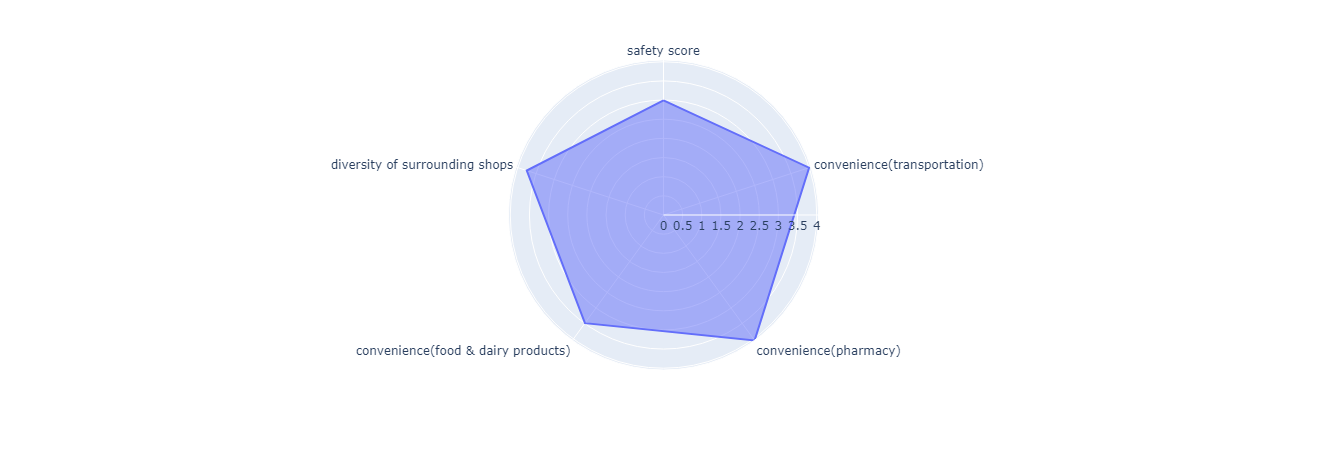 safety score
diversity of surrounding shops
convenience(transportation)
0 0.5 1 1.5 2 2.5 3 3.5 4
convenience(food & dairy products)
convenience(pharmacy)